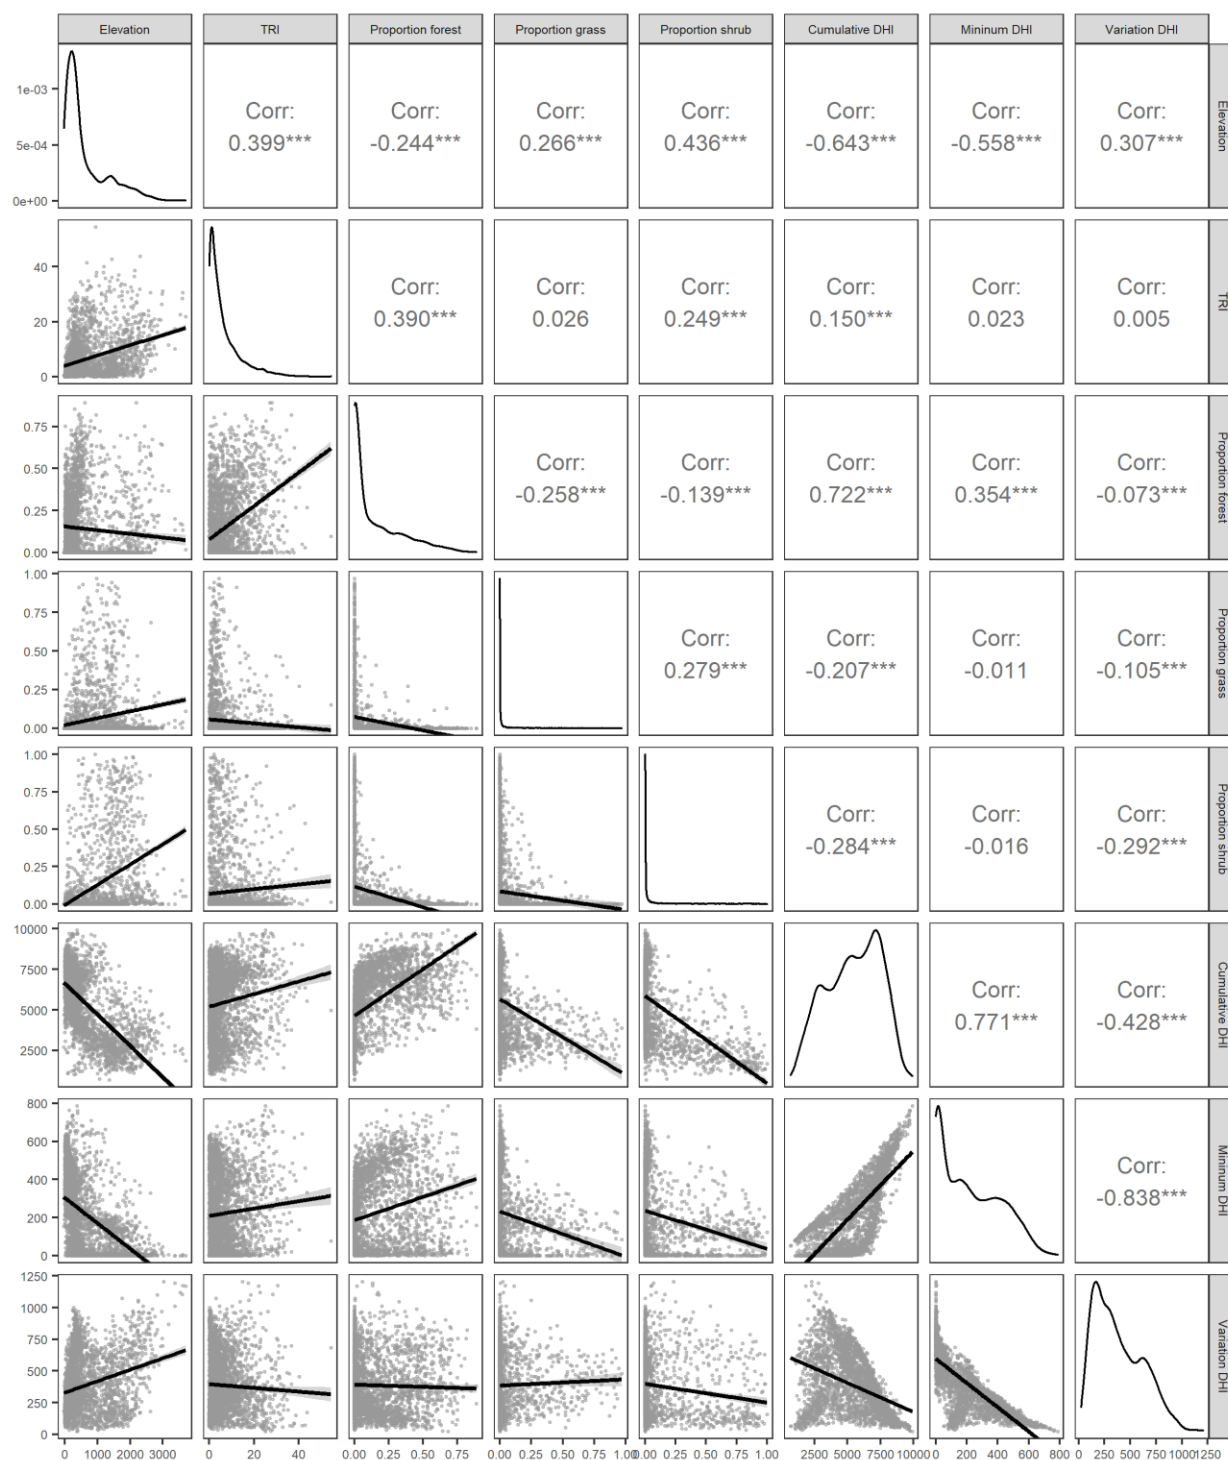 Elevation TRI Proportion forest Proportion grass Proportion shrub Cumulative DHI Mininum DHI Variation DHI
1e-03
5e-04
0e+00
Corr: Corr: Corr: Corr: Corr: Corr: Corr:
0.399*** -0.244*** 0.266*** 0.436*** -0.643*** -0.558*** 0.307***
Elevation
40
20
0
Corr: Corr: Corr: Corr: Corr: Corr:
0.390*** 0.026 0.249*** 0.150*** 0.023 0.005
TRI
0.75
0.50
0.25
0.00
Corr: Corr: Corr: Corr: Corr:
-0.258*** -0.139*** 0.722*** 0.354*** -0.073***
Proportion forest
1.00
0.75
0.50
0.25
0.00
Corr: Corr: Corr: Corr:
0.279*** -0.207*** -0.011 -0.105***
Proportion grass
1.00
0.75
0.50
0.25
0.00
Corr: Corr: Corr:
-0.284*** -0.016 -0.292***
Proportion shrub
10000
7500
5000
2500
Corr: Corr:
0.771*** -0.428***
Cumulative DHI
800
600
400
200
0
Corr:
-0.838***
Mininum DHI
1250
1000
750
500
250
0
Variation DHI
0 1000 2000 3000 0 20 40 0.00 0.25 0.50 0.75 0.00 0.25 0.50 0.75 1.00 0.00 0.25 0.50 0.75 1.00 2500 5000 7500 10000 0 200 400 600 800 0 250 500 750 1000 1250